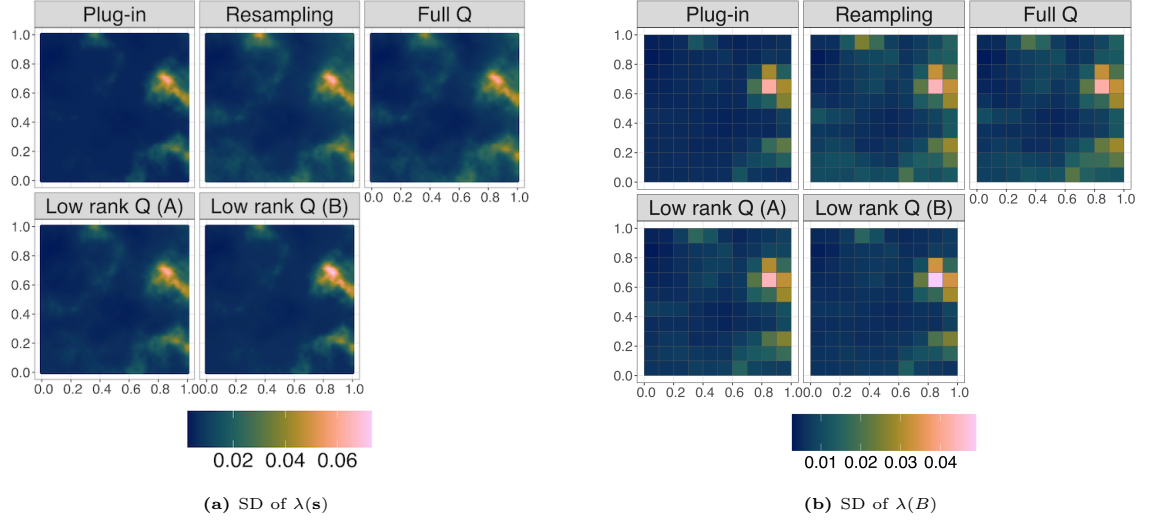 Plug-in Resampling Full Q
1.0
0.8
0.6
0.4
0.2
0.0
0.0 0.2 0.4 0.6 0.8 1.0
Low rank Q (A) Low rank Q (B)
1.0
0.8
0.6
0.4
0.2
0.0
0.0 0.2 0.4 0.6 0.8 1.00.0 0.2 0.4 0.6 0.8 1.0
0.02 0.04 0.06
(a) SD of λ(s)
Plug-in Reampling Full Q
1.0
0.8
0.6
0.4
0.2
0.0
0.0 0.2 0.4 0.6 0.8 1.0
Low rank Q (A) Low rank Q (B)
1.0
0.8
0.6
0.4
0.2
0.0
0.0 0.2 0.4 0.6 0.8 1.00.0 0.2 0.4 0.6 0.8 1.0
0.01 0.02 0.03 0.04
(b) SD of λ(B)